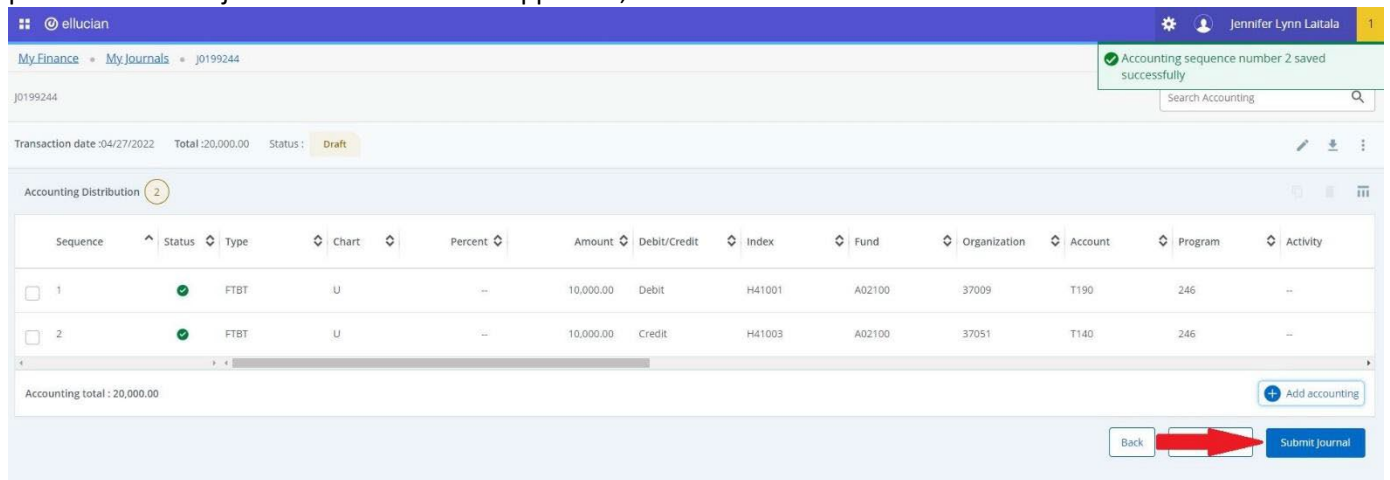 ellucian Jennifer Lynn Laitala 1
My Finance • My Journals • J0199244
Accounting sequence number 2 saved
successfully
J0199244 Search Accounting
Transaction date :04/27/2022 Total :20,000.00 Status : Draft
Accounting Distribution 2
Sequence Status Type Chart Percent Amount Debit/Credit Index Fund Organization Account Program Activity
1 FTBT U -- 10,000.00 Debit H41001 A02100 37009 T190 246 --
2 FTBT U -- 10,000.00 Credit H41003 A02100 37051 T140 246 --
Accounting total : 20,000.00 Add accounting
Back Submit Journal